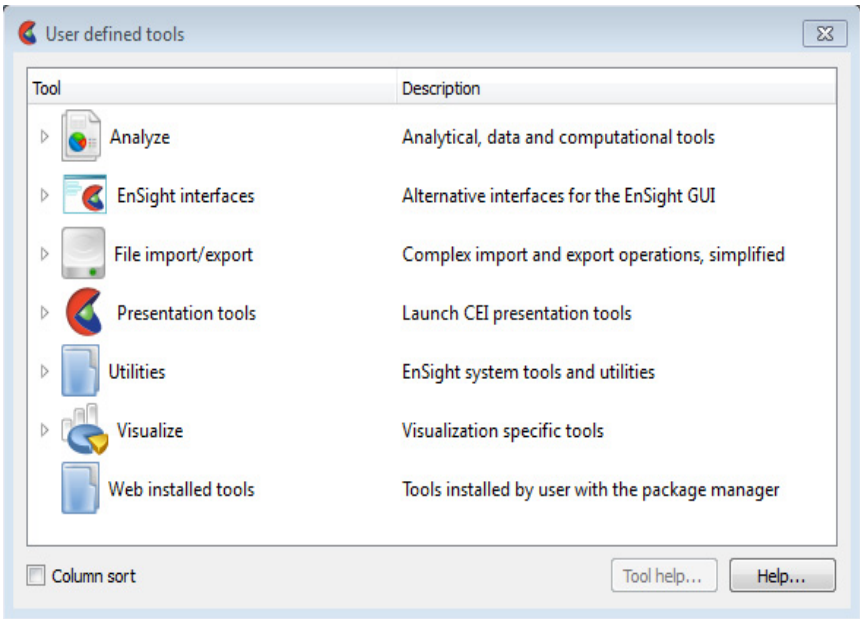 User defined tools
Tool Description
Analyze Analytical, data and computational tools
EnSight interfaces Alternative interfaces for the EnSight GUI
File import/export Complex import and export operations, simplified
Presentation tools Launch CEI presentation tools
Utilities EnSight system tools and utilities
Visualize Visualization specific tools
Web installed tools Tools installed by user with the package manager
Column sort Tool help... Help...